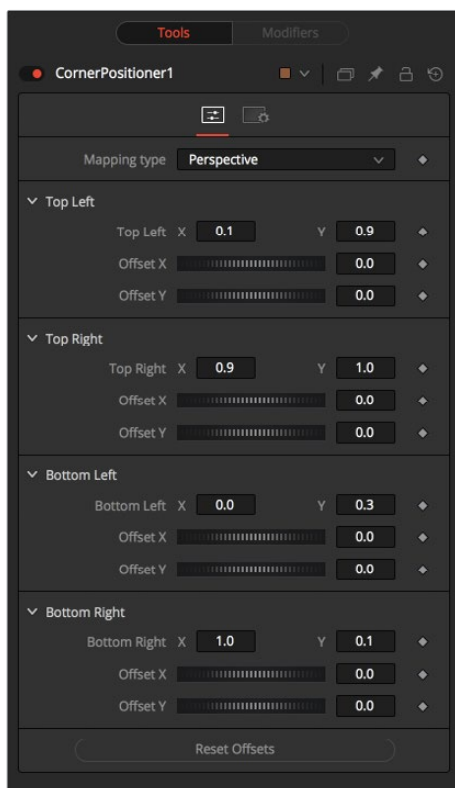 Tools Modifiers
CornerPositioner1
Mapping type Perspective
Top Left
Top Left X 0.1 Y 0.9
Offset X 0.0
Offset Y 0.0
Top Right
Top Right X 0.9 Y 1.0
Offset X 0.0
Offset Y 0.0
Bottom Left
Bottom Left X 0.0 Y 0.3
Offset X 0.0
Offset Y 0.0
Bottom Right
Bottom Right X 1.0 Y 0.1
Offset X 0.0
Offset Y 0.0
Reset Offsets